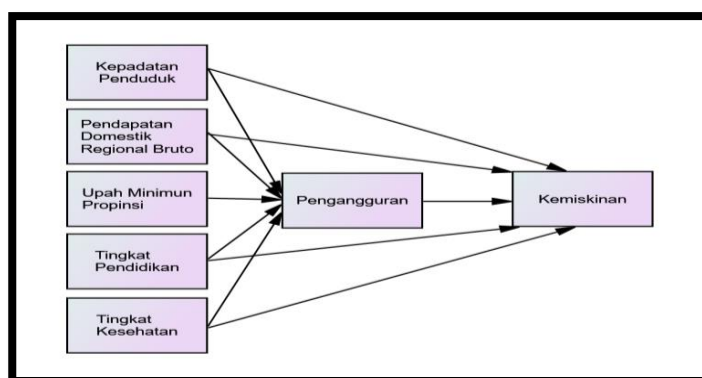 Kepadatan
Penduduk
Pendapatan
Domestik
Regional Bruto
Upah Minimun
Propinsi
Tingkat
Pendidikan
Tingkat
Kesehatan
Pengangguran
Kemiskinan